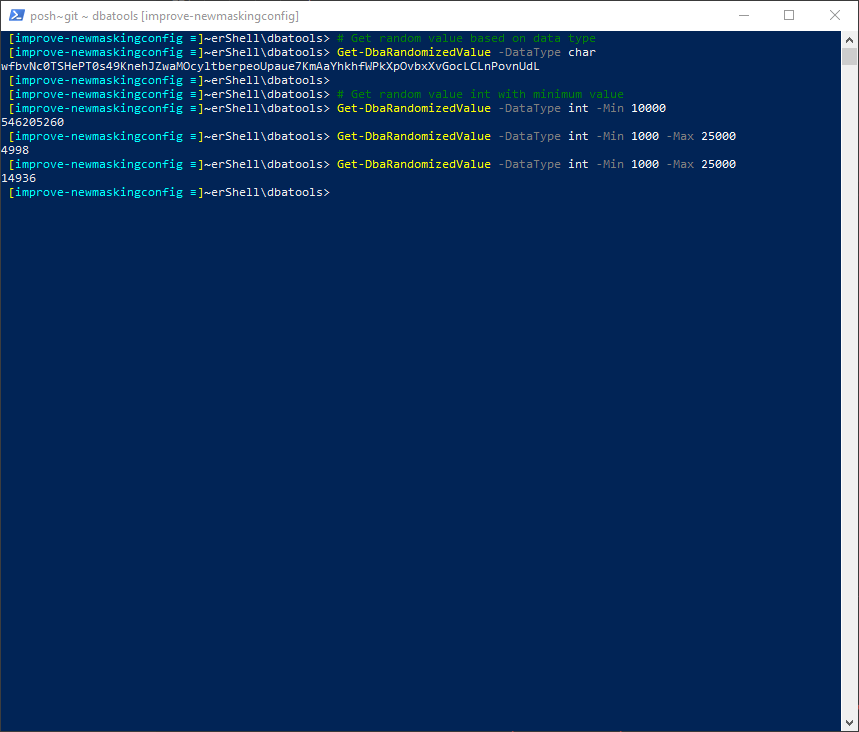 posh~git ~ dbatools [improve-newmaskingconfig]
[improve-newmaskingconfig ≡]~erShell\dbatools> # Get random value based on data type
[improve-newmaskingconfig ≡]~erShell\dbatools> Get-DbaRandomizedValue -DataType char
wfbvNc0TSHePT0s49KnehJZwaMOcyltberpeoUpaue7KmAaYhkhfWPkXpOvbxXvGocLCLnPovnUdL
[improve-newmaskingconfig ≡]~erShell\dbatools>
[improve-newmaskingconfig ≡]~erShell\dbatools> # Get random value int with minimum value
[improve-newmaskingconfig ≡]~erShell\dbatools> Get-DbaRandomizedValue -DataType int -Min 10000
546205260
[improve-newmaskingconfig ≡]~erShell\dbatools> Get-DbaRandomizedValue -DataType int -Min 1000 -Max 25000
4998
[improve-newmaskingconfig ≡]~erShell\dbatools> Get-DbaRandomizedValue -DataType int -Min 1000 -Max 25000
14936
[improve-newmaskingconfig ≡]~erShell\dbatools>